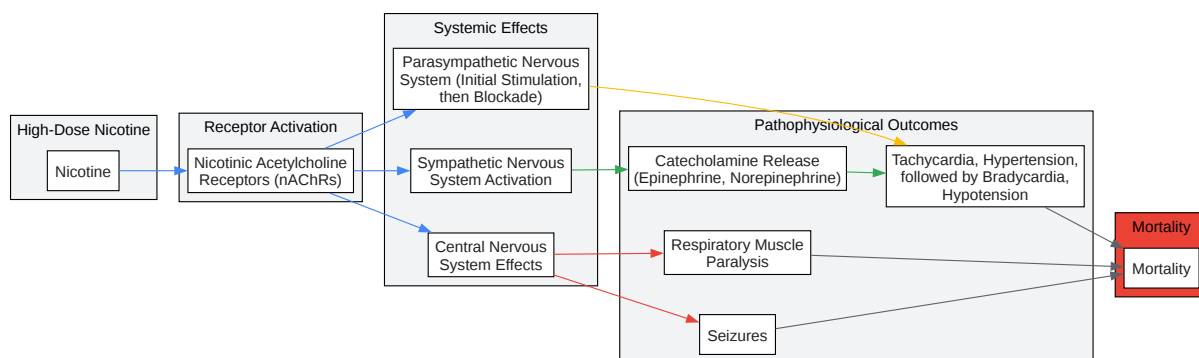 High-Dose Nicotine
Nicotine
Receptor Activation
Nicotinic Acetylcholine
Receptors (nAChRs)
Systemic Effects
Parasympathetic Nervous
System (Initial Stimulation,
then Blockade)
Sympathetic Nervous
System Activation
Central Nervous
System Effects
Pathophysiological Outcomes
Catecholamine Release
(Epinephrine, Norepinephrine)
Tachycardia, Hypertension,
followed by Bradycardia,
Hypotension
Respiratory Muscle
Paralysis
Seizures
Mortality
Mortality